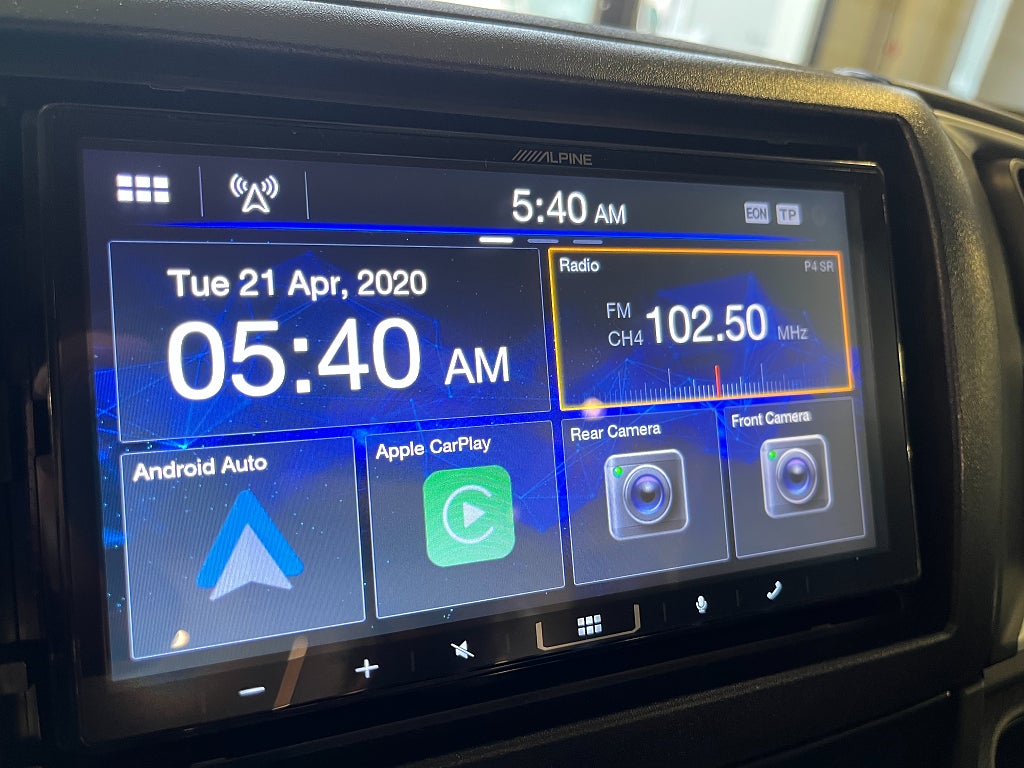 ALPINE
5:40 AM
EON TP
Tue 21 Apr, 2020
05:40 AM
Radio
P4 SR
FM
CH4 102.50 MHz
Android Auto
Apple CarPlay
Rear Camera
Front Camera